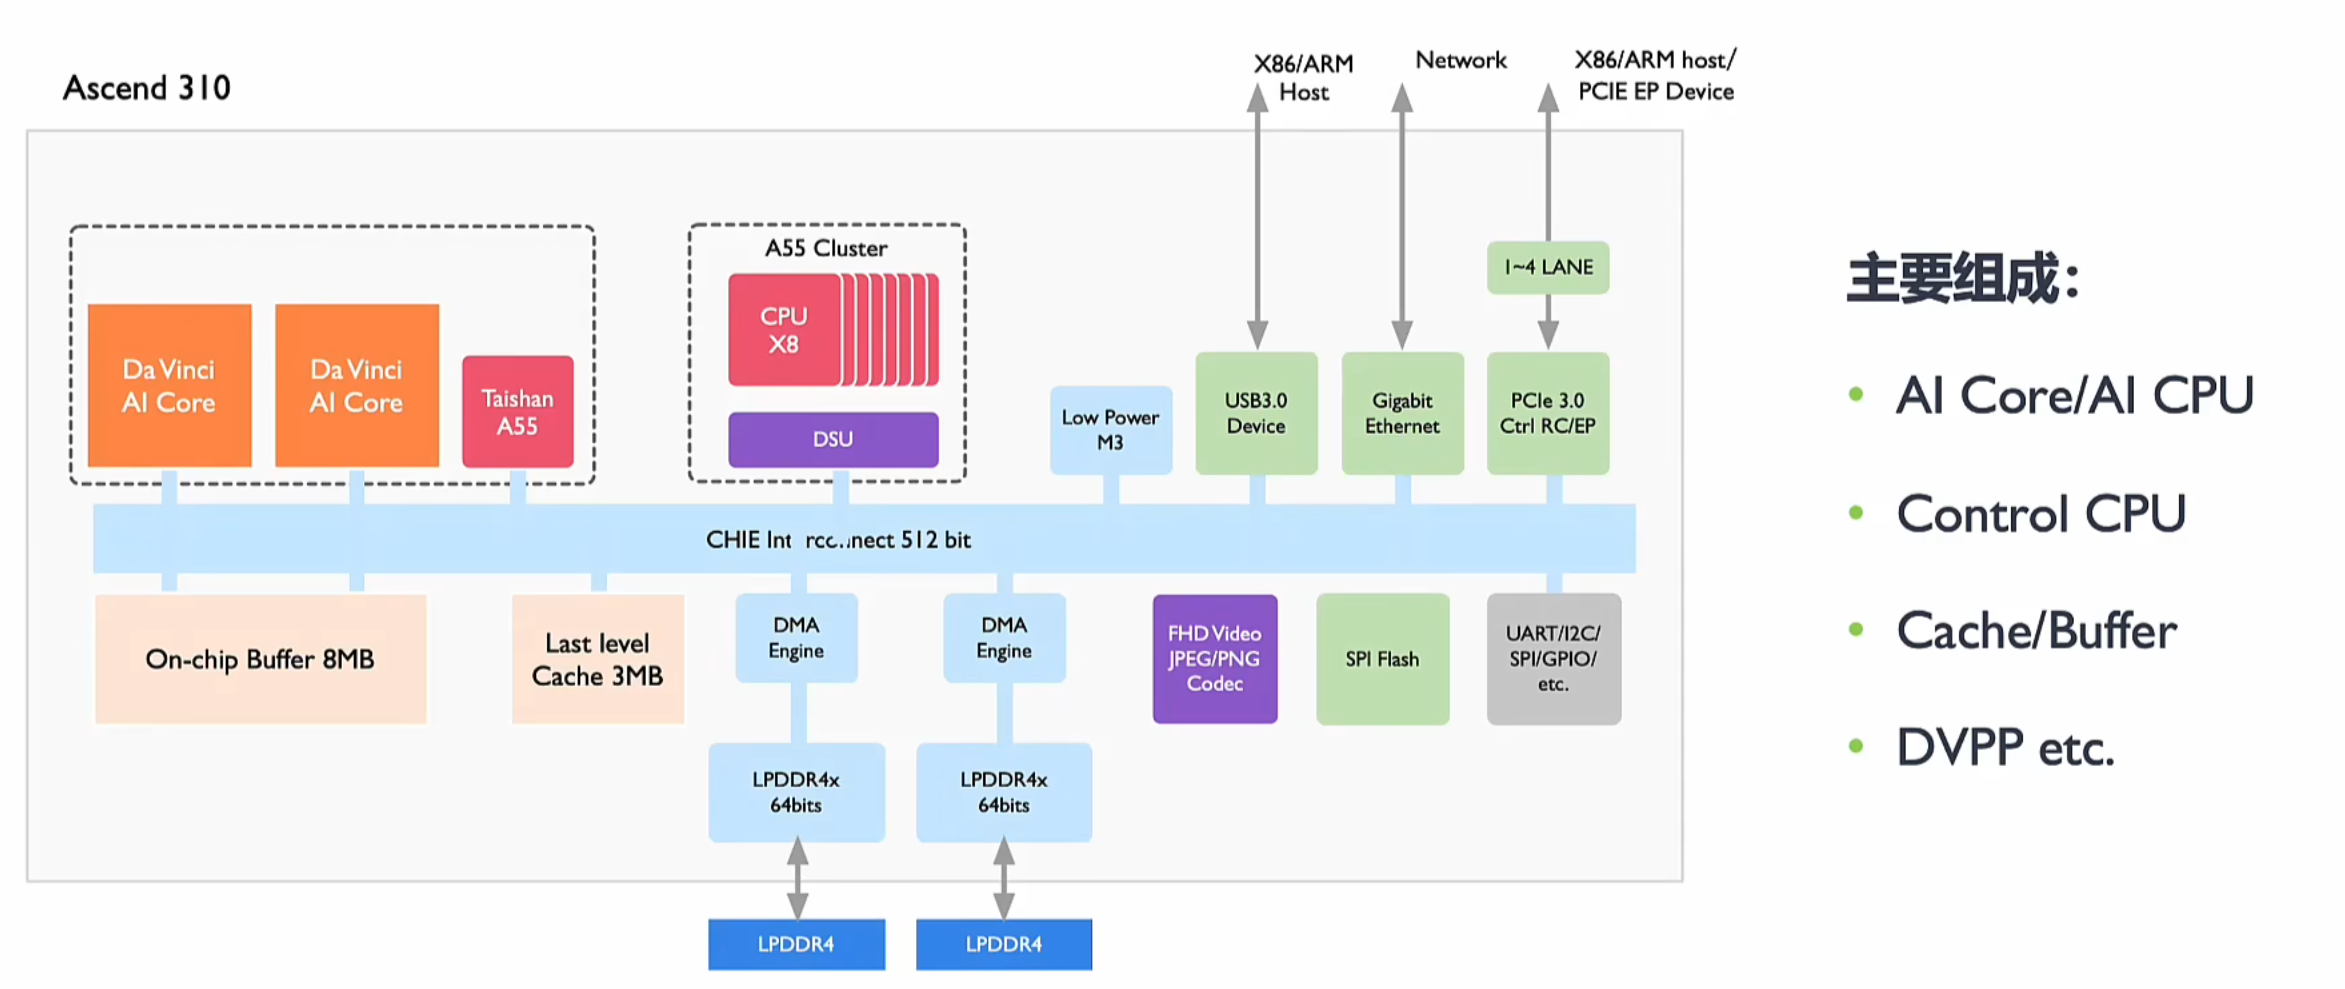 Ascend 310
X86/ARM
Host
Network
X86/ARM host/
PCIE EP Device
1~4 LANE
A55 Cluster
CPU
X8
DSU
Da Vinci
AI Core
Da Vinci
AI Core
Taishan
A55
Low Power
M3
USB3.0
Device
Gigabit
Ethernet
PCIe 3.0
Ctrl RC/EP
CHIE 512 bit
On-chip Buffer 8MB
Last level
Cache 3MB
DMA
Engine
DMA
Engine
FHD Video
JPEG/PNG
Codec
SPI Flash
UART/I2C/
SPI/GPIO/
etc.
LPDDR4x
64bits
LPDDR4x
64bits
LPDDR4
LPDDR4
主要组成：
• AI Core/AI CPU
• Control CPU
• Cache/Buffer
• DVPP etc.